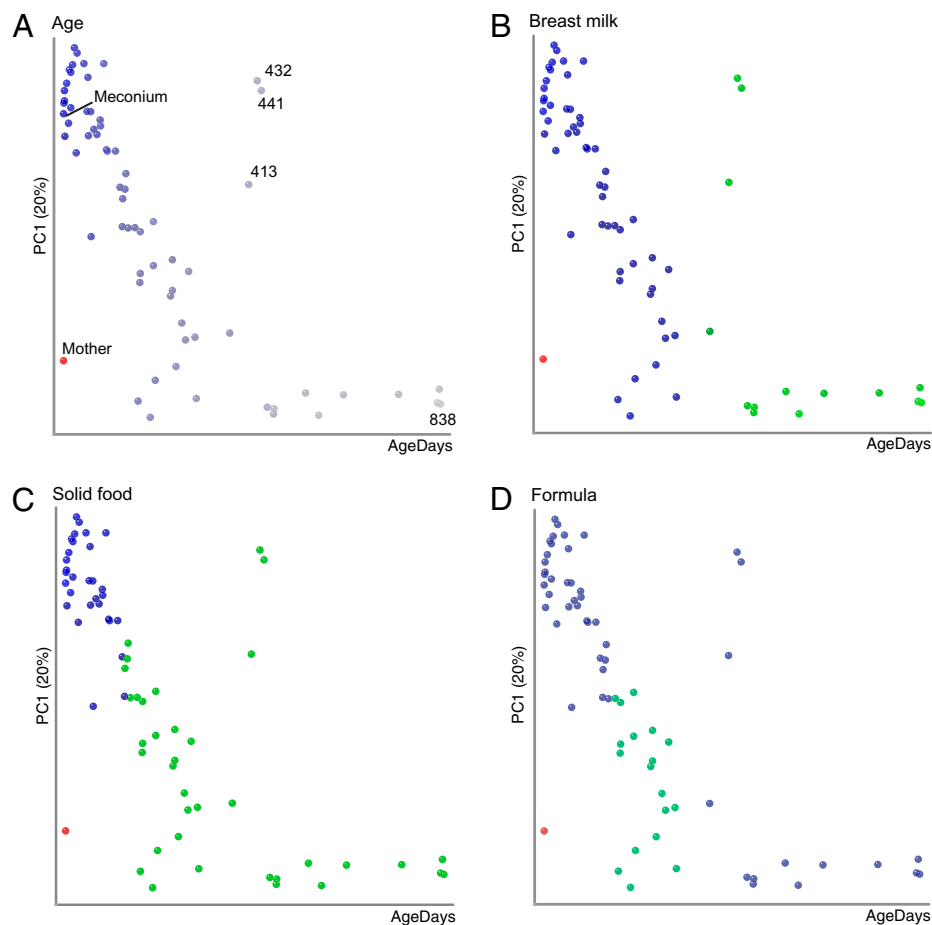 A Age
432
441
Meconium
413
PC1 (20%)
Mother
838
AgeDays
B Breast milk
PC1 (20%)
AgeDays
C Solid food
PC1 (20%)
AgeDays
D Formula
PC1 (20%)
AgeDays